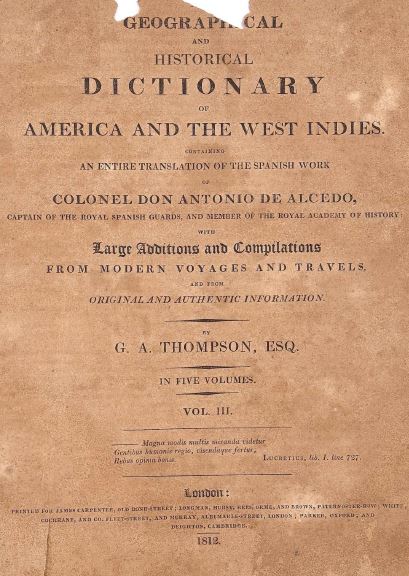 GEOGRAPHICAL
AND
HISTORICAL
DICTIONARY
OF
AMERICA AND THE WEST INDIES.
CONTAINING
AN ENTIRE TRANSLATION OF THE SPANISH WORK
OF
COLONEL DON ANTONIO DE ALCEDO,
CAPTAIN OF THE ROYAL SPANISH GUARDS, AND MEMBER OF THE ROYAL ACADEMY OF HISTORY:
WITH
Large Additions and Compilations
FROM MODERN VOYAGES AND TRAVELS,
AND FROM
ORIGINAL AND AUTHENTIC INFORMATION.
BY
G. A. THOMPSON, ESQ.
IN FIVE VOLUMES.
VOL. III.
Magna modis multis miranda videtur
Gentibus humanis regio, visendaque fertur,
Rebus opima bonis. LUCRETIUS, lib. I. line 727.
London:
PRINTED FOR JAMES CARPENTER, OLD BOND-STREET; LONGMAN, HURST, REES, ORME, AND BROWN, PATERNOSTER-ROW; WHITE,
COCHRANE, AND CO. FLEET-STREET, AND MURRAY, ALBEMARLE-STREET, LONDON; PARKER, OXFORD; AND
DEIGHTON, CAMBRIDGE.
1812.